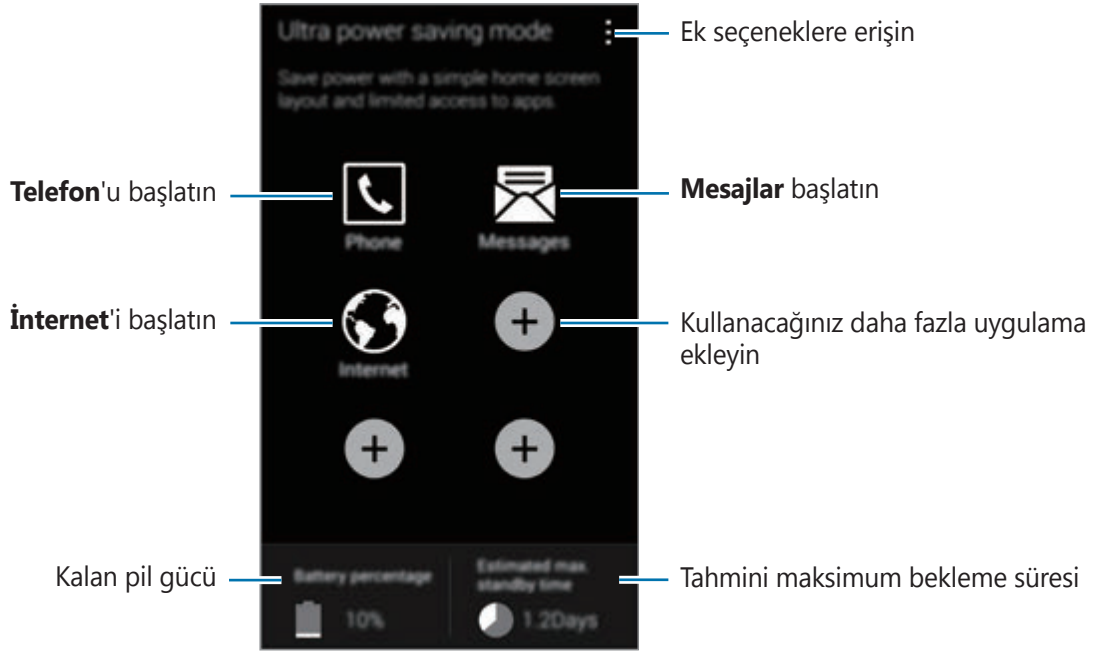 Ultra power saving mode
Ek seçeneklere erişin
Save power with a simple home screen
layout and limited access to apps.
Telefon'u başlatın
Mesajlar başlatın
Phone
Messages
İnternet'i başlatın
Kullanacağınız daha fazla uygulama
ekleyin
Internet
Kalan pil gücü
Battery percentage
Estimated max.
standby time
Tahmini maksimum bekleme süresi
10%
1.2Days